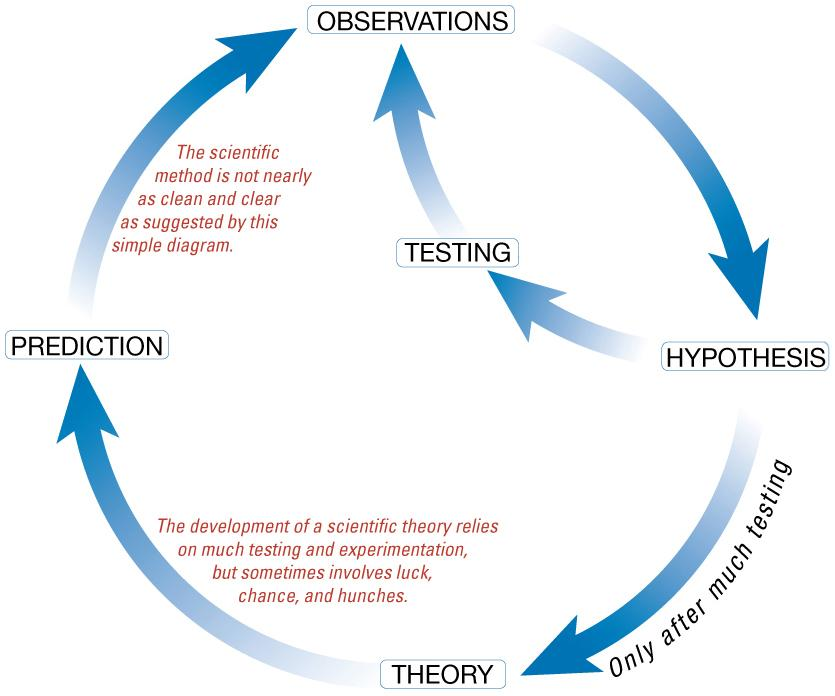 OBSERVATIONS
The scientific
method is not nearly
as clean and clear
as suggested by this
simple diagram.
TESTING
PREDICTION
HYPOTHESIS
Only after much testing
The development of a scientific theory relies
on much testing and experimentation,
but sometimes involves luck,
chance, and hunches.
THEORY